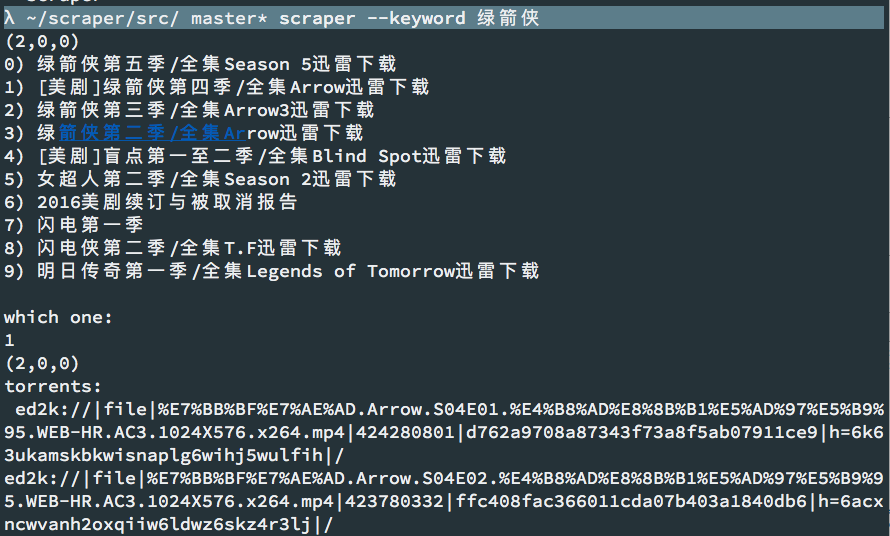 λ ~/scraper/src/ master* scraper --keyword 绿箭侠
(2,0,0)
0) 绿箭侠第五季/全集Season 5迅雷下载
1) [美剧]绿箭侠第四季/全集Arrow迅雷下载
2) 绿箭侠第三季/全集Arrow3迅雷下载
3) 绿箭侠第二季/全集Arrow迅雷下载
4) [美剧]盲点第一至二季/全集Blind Spot迅雷下载
5) 女超人第二季/全集Season 2迅雷下载
6) 2016美剧续订与被取消报告
7) 闪电第一季
8) 闪电侠第二季/全集T.F迅雷下载
9) 明日传奇第一季/全集Legends of Tomorrow迅雷下载
which one:
1
(2,0,0)
torrents:
ed2k://|file|%E7%BB%BF%E7%AE%AD.Arrow.S04E01.%E4%B8%AD%E8%8B%B1%E5%AD%97%E5%B9%
95.WEB-HR.AC3.1024X576.x264.mp4|424280801|d762a9708a87343f73a8f5ab07911ce9|h=6k6
3ukamskbkwisnaplg6wihj5wulfih|/
ed2k://|file|%E7%BB%BF%E7%AE%AD.Arrow.S04E02.%E4%B8%AD%E8%8B%B1%E5%AD%97%E5%B9%9
5.WEB-HR.AC3.1024X576.x264.mp4|423780332|ffc408fac366011cda07b403a1840db6|h=6acx
ncwvanh2oxqiiw6ldwz6skz4r3lj|/